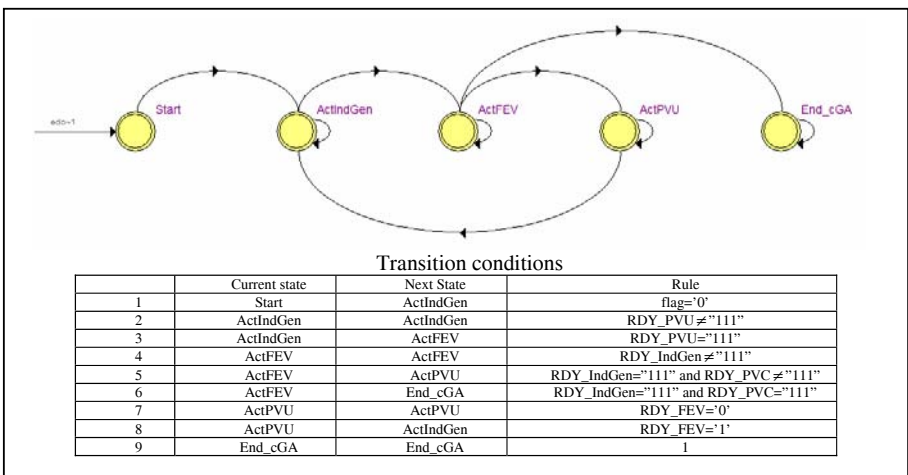 Start
ActIndGen
ActFEV
ActPVU
End_cGA
Transition conditions
Current state Next State Rule
1 Start ActIndGen flag=’0’
2 ActIndGen ActIndGen RDY_PVU≠”111”
3 ActIndGen ActFEV RDY_PVU=”111”
4 ActFEV ActFEV RDY_IndGen≠”111”
5 ActFEV ActPVU RDY_IndGen=”111” and RDY_PVC≠”111”
6 ActFEV End_cGA RDY_IndGen=”111” and RDY_PVC=”111”
7 ActPVU ActPVU RDY_FEV=’0’
8 ActPVU ActIndGen RDY_FEV=’1’
9 End_cGA End_cGA 1